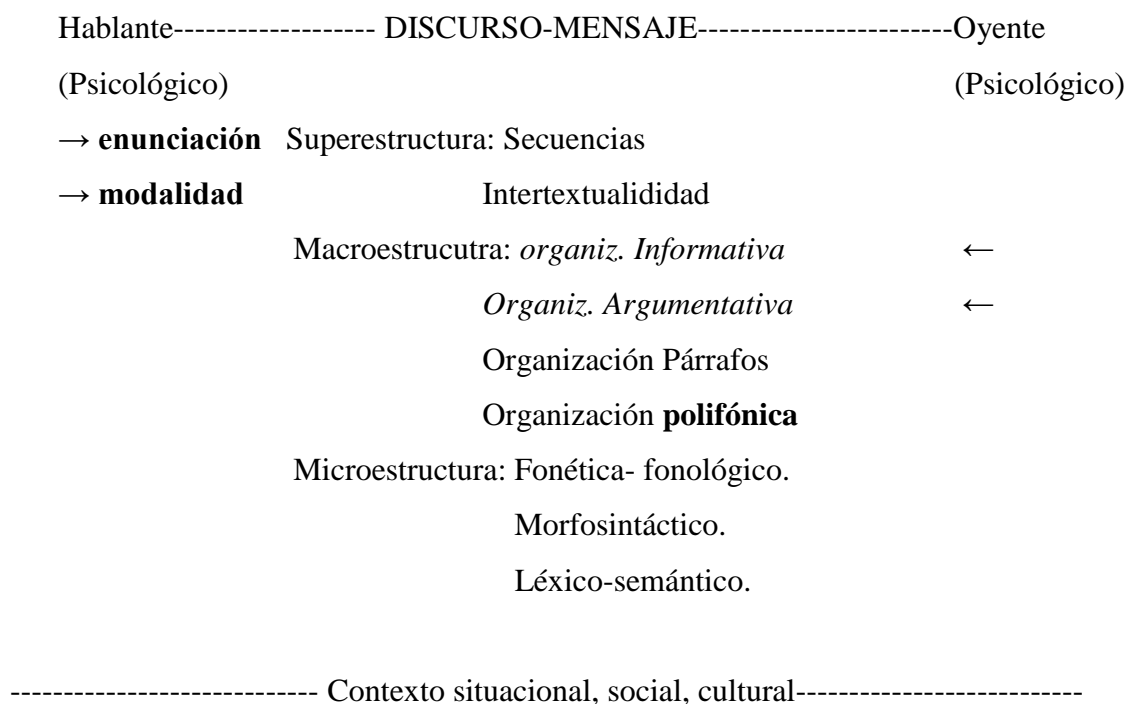 Hablante------------------- DISCURSO-MENSAJE------------------------Oyente
(Psicológico) (Psicológico)
→ enunciación Superestructura: Secuencias
→ modalidad Intertextualididad
Macroestrucutra: organiz. Informativa ←
Organiz. Argumentativa ←
Organización Párrafos
Organización polifónica
Microestructura: Fonética- fonológico.
Morfosintáctico.
Léxico-semántico.
----------------------------- Contexto situacional, social, cultural---------------------------